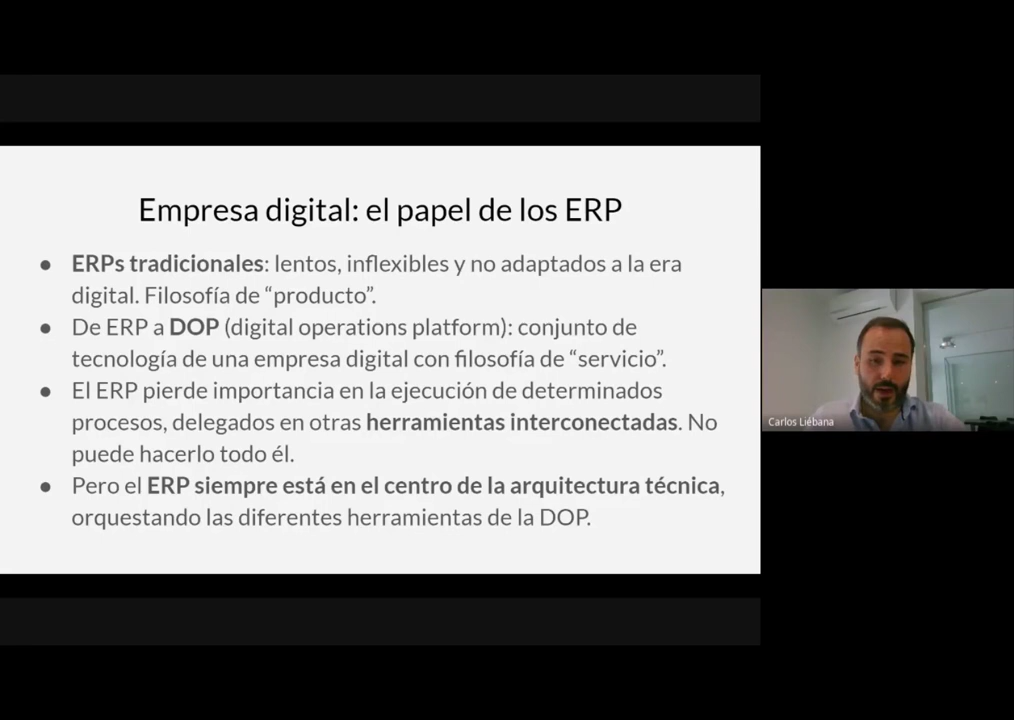 Empresa digital: el papel de los ERP
● ERPs tradicionales: lentos, inflexibles y no adaptados a la era
digital. Filosofía de “producto”.
● De ERP a DOP (digital operations platform): conjunto de
tecnología de una empresa digital con filosofía de “servicio”.
● El ERP pierde importancia en la ejecución de determinados
procesos, delegados en otras herramientas interconectadas. No
puede hacerlo todo él.
● Pero el ERP siempre está en el centro de la arquitectura técnica,
orquestando las diferentes herramientas de la DOP.
Carlos Liébana